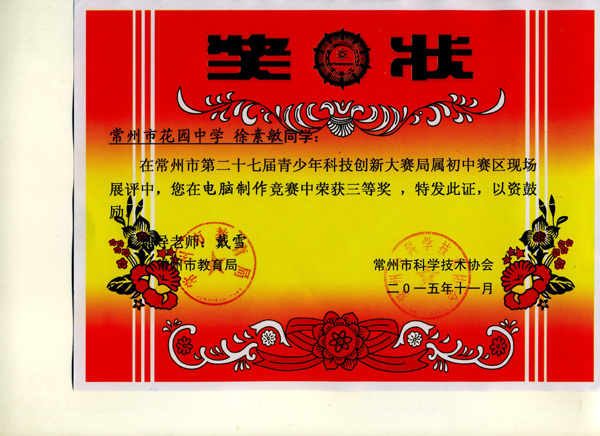 奖 状
常州市花园中学 徐素敏同学:
在常州市第二十七届青少年科技创新大赛局属初中赛区现场
展评中,您在电脑制作竞赛中荣获三等奖,特发此证,以资鼓
励
导老师:戴雪
常州市教育局 常州市科学技术协会
二0一五年十一月